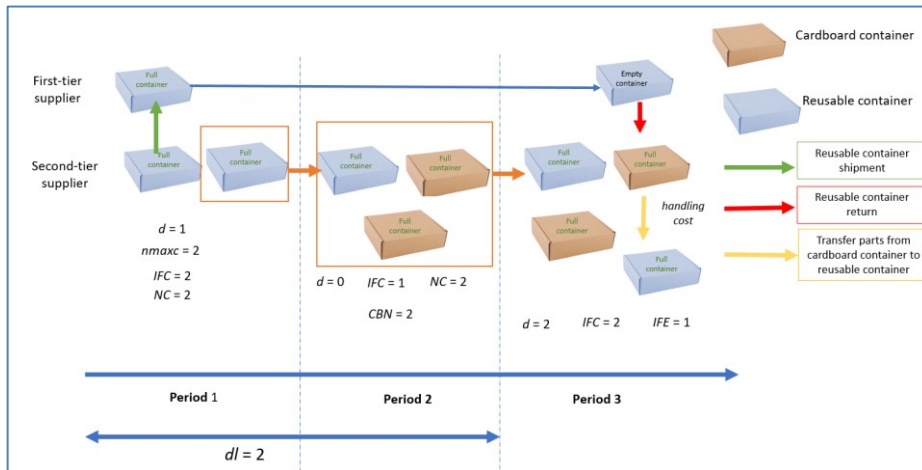 Cardboard container
Reusable container
First-tier
supplier
Full
container
Empty
container
Second-tier
supplier
Full
container
Full
container
Full
container
Full
container
Full
container
Full
container
Full
container
Full
container
Full
container
handling
cost
Reusable container
shipment
Reusable container
return
Transfer parts from
cardboard container to
reusable container
d = 1
nmaxc = 2
IFC = 2
NC = 2
d = 0 IFC = 1 NC = 2
CBN = 2
d = 2 IFC = 2 IFE = 1
Period 1 Period 2 Period 3
dl = 2